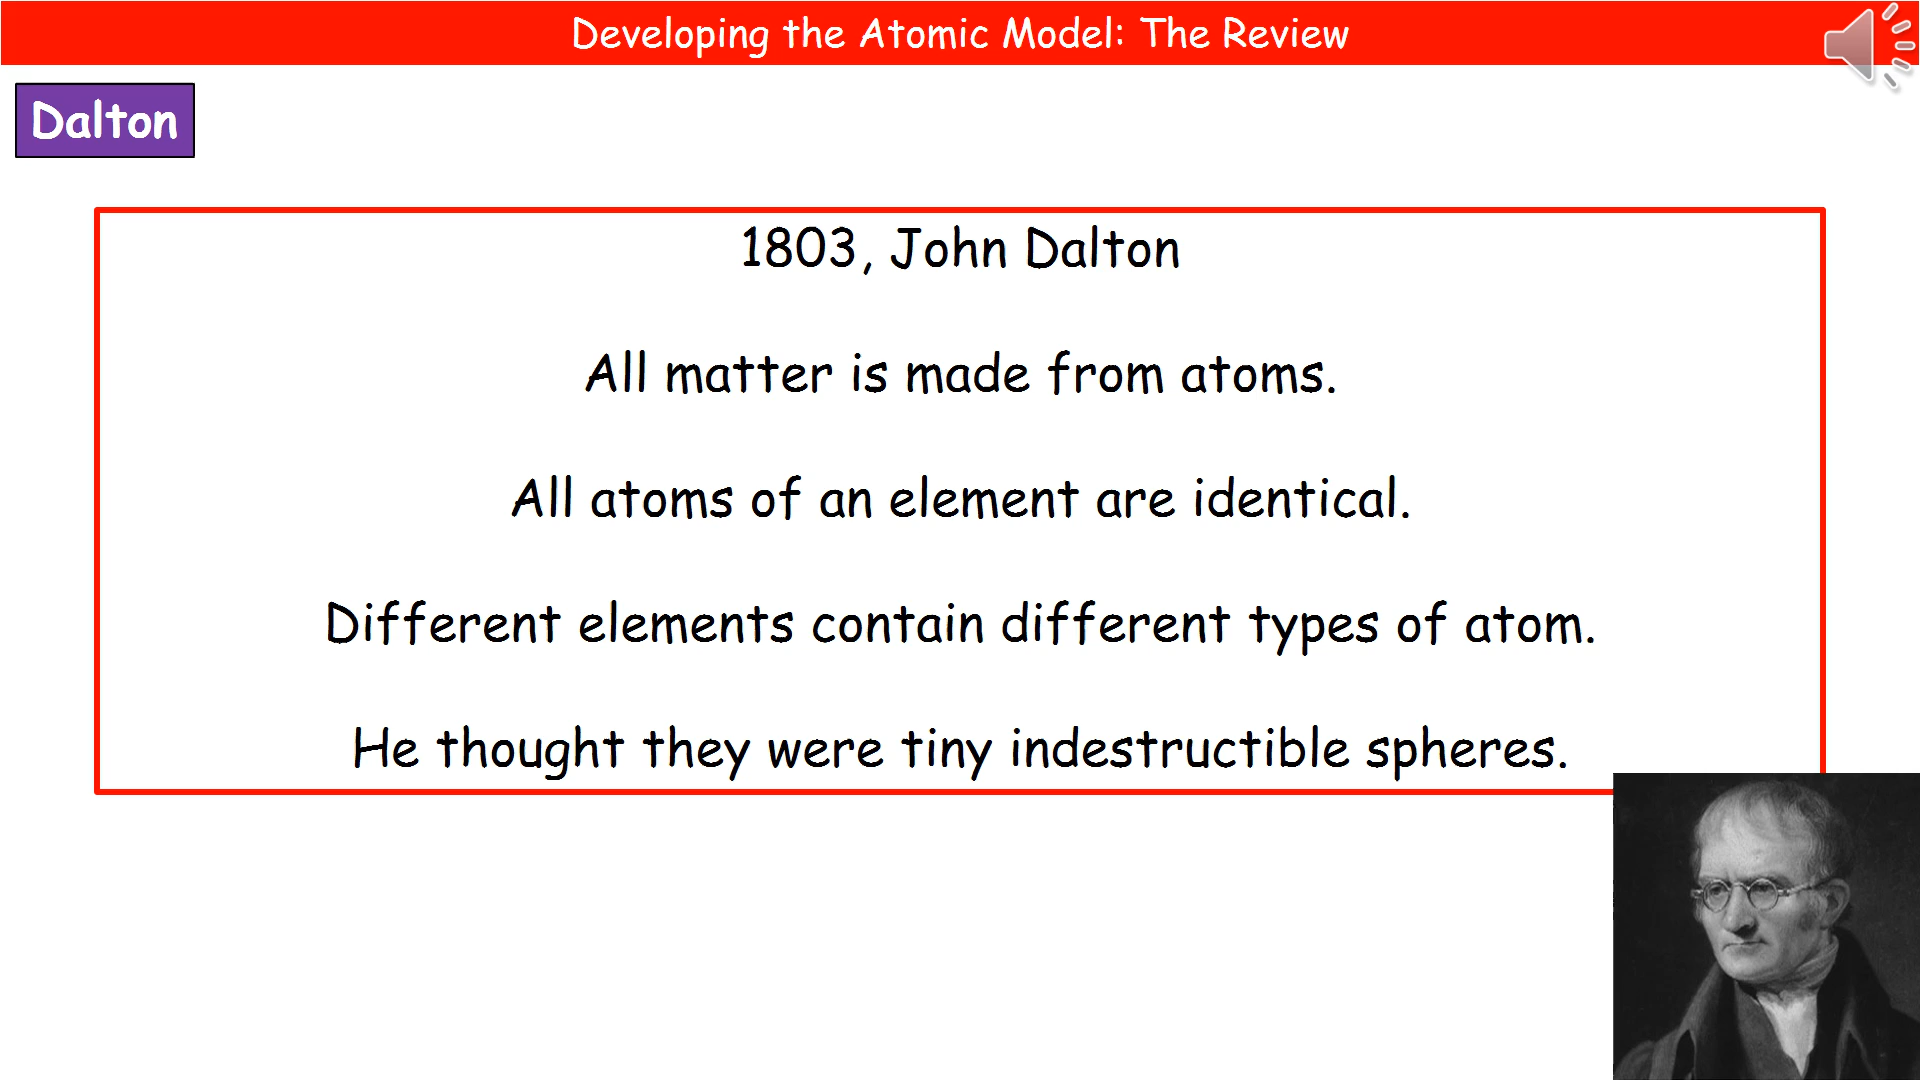 Developing the Atomic Model: The Review
Dalton
1803, John Dalton
All matter is made from atoms.
All atoms of an element are identical.
Different elements contain different types of atom.
He thought they were tiny indestructible spheres.